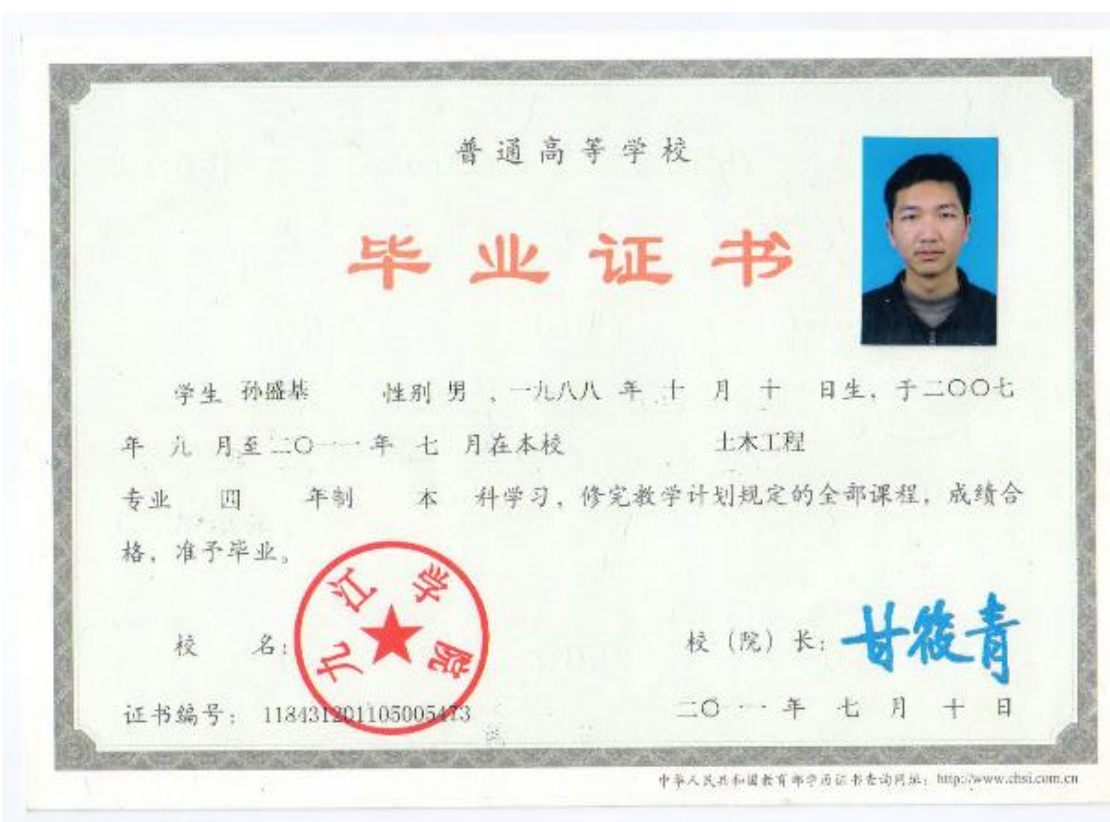 普通高等学校
毕业证书
学生 孙盛基 性别 男 、一九八八 年 十 月 十 日生，于二〇〇七
年 九 月至二〇一一年 七 月在本校 土木工程
专业 四 年制 本 科学习，修完教学计划规定的全部课程，成绩合
格，准予毕业。
九江学院
校 名：
校（院）长：甘筱青
证书编号： 118431201105005473
二〇一一年 七 月 十 日
中华人民共和国教育部学历证书查询网址：http://www.chsi.com.cn